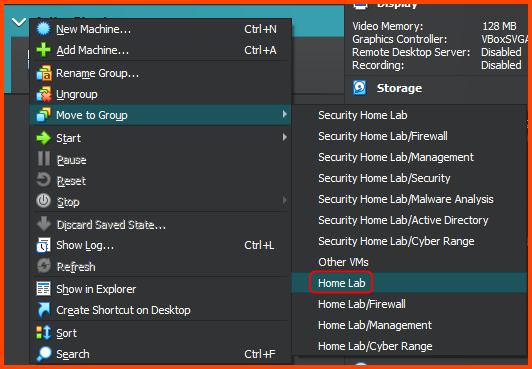 New Machine... Ctrl+N
Add Machine... Ctrl+A
Rename Group...
Ungroup
Move to Group
Start
Pause
Reset
Stop
Discard Saved State...
Show Log... Ctrl+L
Refresh
Show in Explorer
Create Shortcut on Desktop
Sort
Search Ctrl+F
Display
Video Memory: 128 MB
Graphics Controller: VBoxSVGA
Remote Desktop Server: Disabled
Recording: Disabled
Storage
Security Home Lab
Security Home Lab/Firewall
Security Home Lab/Management
Security Home Lab/Security
Security Home Lab/Malware Analysis
Security Home Lab/Active Directory
Security Home Lab/Cyber Range
Other VMs
Home Lab
Home Lab/Firewall
Home Lab/Management
Home Lab/Cyber Range